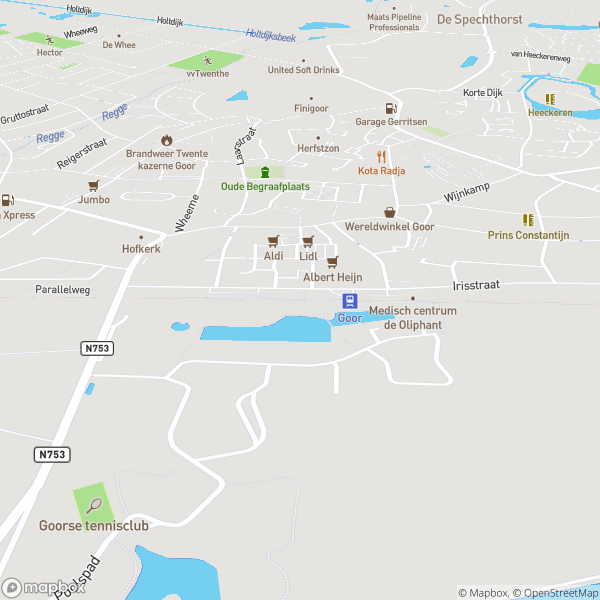 Holtdijk
Holtdijk
Wheeweg
De Whee
Hector
Holtdijksbeek
Maats Pipeline
Professionals
De Spechthorst
van Heeckerenweg
Korte Dijk
Heeckeren
vvTwenthe
United Soft Drinks
Finigoor
Garage Gerritsen
Gruttostraat
Regge
Regge
Reigerstraat
Brandweer Twente
kazerne Goor
Laarstraat
Herfstzon
Kota Radja
Oude Begraafplaats
Wijnkamp
Jumbo
Xpress
Wheeme
Hofkerk
Wereldwinkel Goor
Prins Constantijn
Aldi
Lidl
Albert Heijn
Parallelweg
Irisstraat
Goor
Medisch centrum
de Oliphant
N753
N753
Goorse tennisclub
Poelspad
mapbox
© Mapbox, © OpenStreetMap